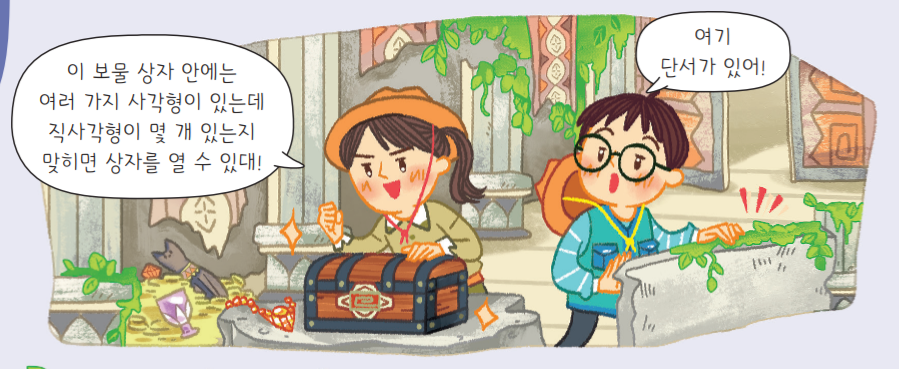 이 보물 상자 안에는
여러 가지 사각형이 있는데
직사각형이 몇 개 있는지
맞히면 상자를 열 수 있대!
여기
단서가 있어!